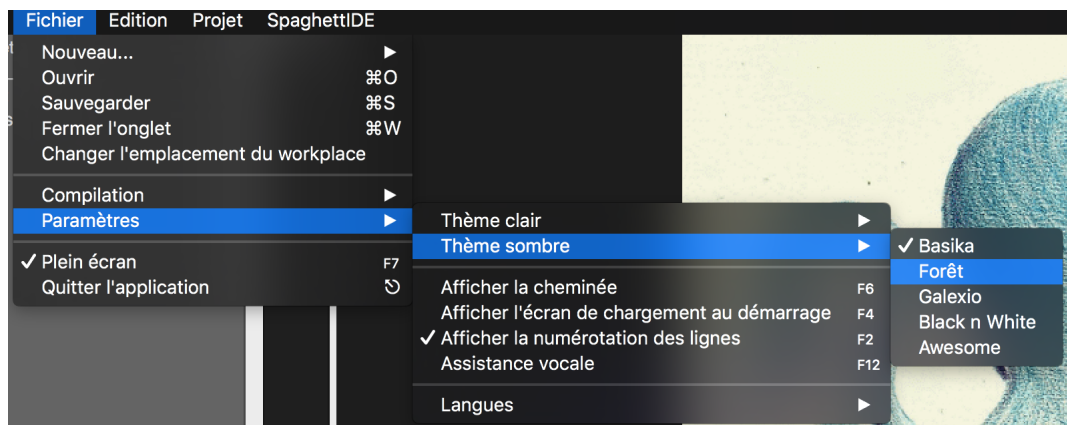 Fichier Edition Projet SpaghettIDE
Nouveau... ▶
Ouvrir ⌘O
Sauvegarder ⌘S
Fermer l'onglet ⌘W
Changer l'emplacement du workplace
Compilation ▶
Paramètres ▶
✓ Plein écran F7
Quitter l'application ⎋
Thème clair ▶
Thème sombre ▶
Afficher la cheminée F6
Afficher l'écran de chargement au démarrage F4
✓ Afficher la numérotation des lignes F2
Assistance vocale F12
Langues ▶
✓ Basika
Forêt
Galexio
Black n White
Awesome